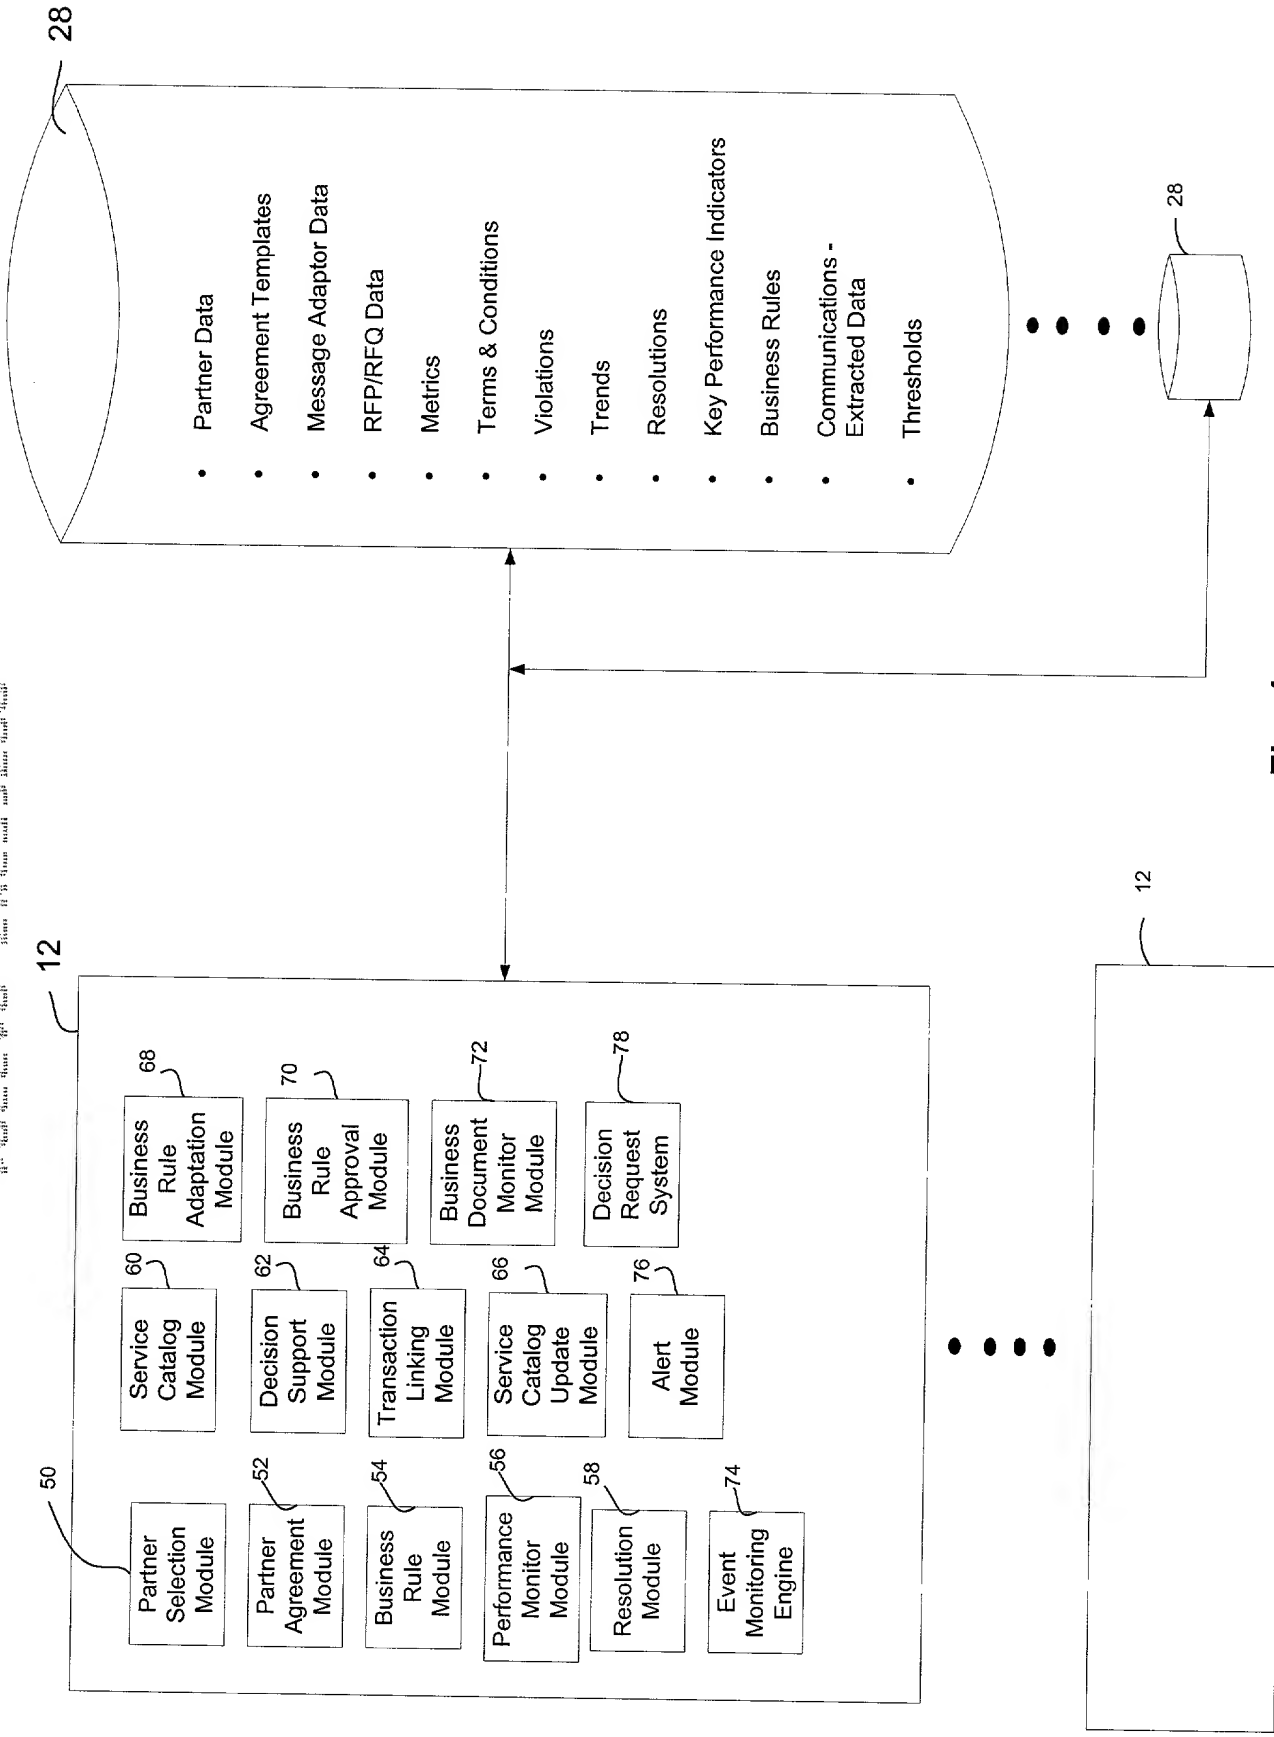 12
50
Partner
Selection
Module
52
Partner
Agreement
Module
54
Business
Rule
Module
56
Performance
Monitor
Module
58
Resolution
Module
74
Event
Monitoring
Engine
60
Service
Catalog
Module
62
Decision
Support
Module
64
Transaction
Linking
Module
66
Service
Catalog
Update
Module
76
Alert
Module
68
Business
Rule
Adaptation
Module
70
Business
Rule
Approval
Module
72
Business
Document
Monitor
Module
78
Decision
Request
System
28
• Partner Data
• Agreement Templates
• Message Adaptor Data
• RFP/RFQ Data
• Metrics
• Terms & Conditions
• Violations
• Trends
• Resolutions
• Key Performance Indicators
• Business Rules
• Communications -
Extracted Data
• Thresholds
12
28